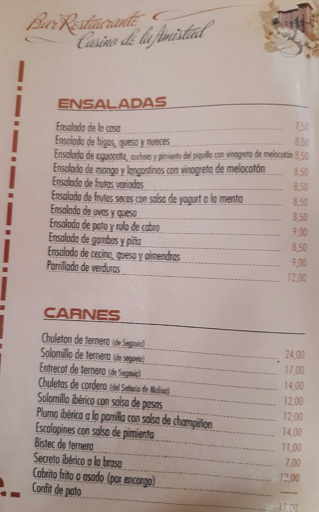 Bar Restaurante
Casino de la Amistad
ENSALADAS
Ensalada de la casa 7,50
Ensalada de higos, queso y nueces 8,50
Ensalada de aguacate, anchoas y pimiento del piquillo con vinagreta de melocotón 8,50
Ensalada de mango y langostinos con vinagreta de melocotón 8,50
Ensalada de frutas variadas 8,50
Ensalada de frutos secos con salsa de yogurt a la menta 8,50
Ensalada de uvas y queso 8,50
Ensalada de pato y rulo de cabra 9,00
Ensalada de gambas y piña 8,50
Ensalada de cecina, queso y almendras 9,00
Parrillada de verduras 12,00
CARNES
Chuleton de ternera (de Segovia) 24,00
Solomillo de ternera (de segovia) 17,00
Entrecot de ternera (de Segovia) 14,00
Chuletas de cordero (del Señorio de Molina) 12,00
Solomillo ibérico con salsa de pasas 12,00
Pluma ibérica a la parrilla con salsa de champiñon 14,00
Escalopines con salsa de pimienta 11,00
Bistec de ternera 7,00
Secreto ibérico a la brasa 12,00
Cabrito frito o asado (por encargo)
Confit de pato